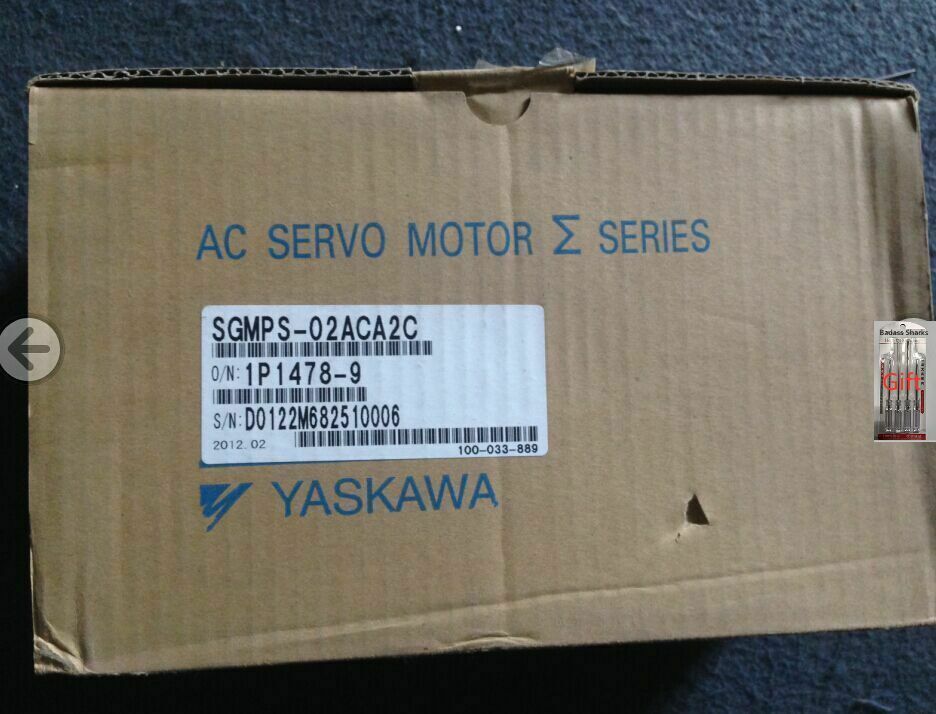 AC SERVO MOTOR Σ SERIES
SGMPS-02ACA2C
O/N: 1P1478-9
S/N: D0122M682510006
2012.02
100-033-889
YASKAWA
Badass Sharks
Gift